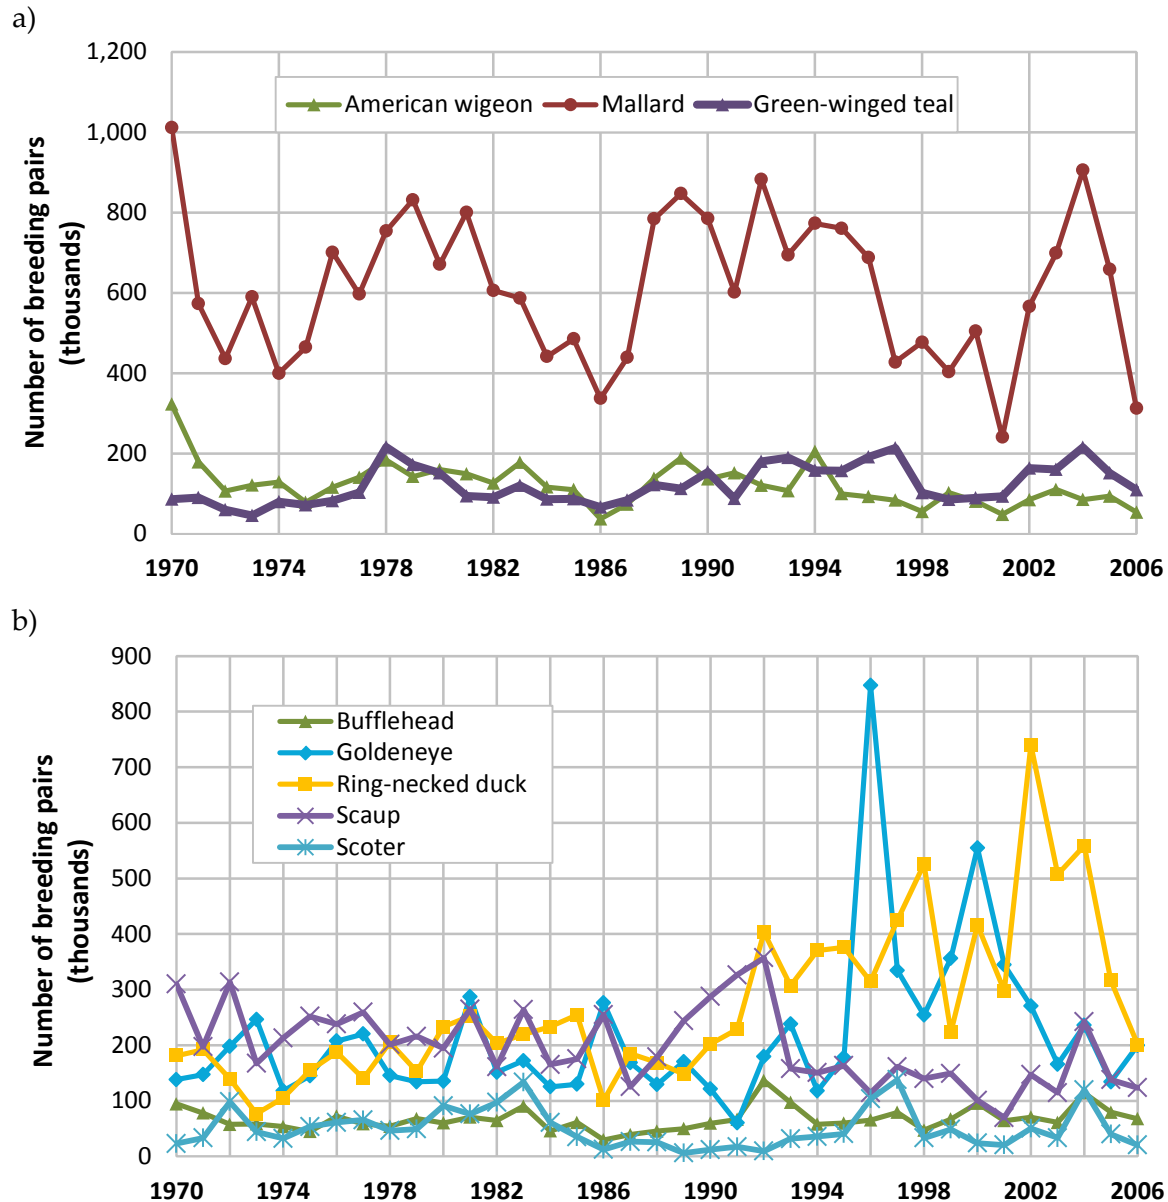 a)
1,200
1,000
800
600
400
200
0
Number of breeding pairs
(thousands)
American wigeon Mallard Green-winged teal
1970 1974 1978 1982 1986 1990 1994 1998 2002 2006
b)
900
800
700
600
500
400
300
200
100
0
Number of breeding pairs
(thousands)
Bufflehead
Goldeneye
Ring-necked duck
Scaup
Scoter
1970 1974 1978 1982 1986 1990 1994 1998 2002 2006